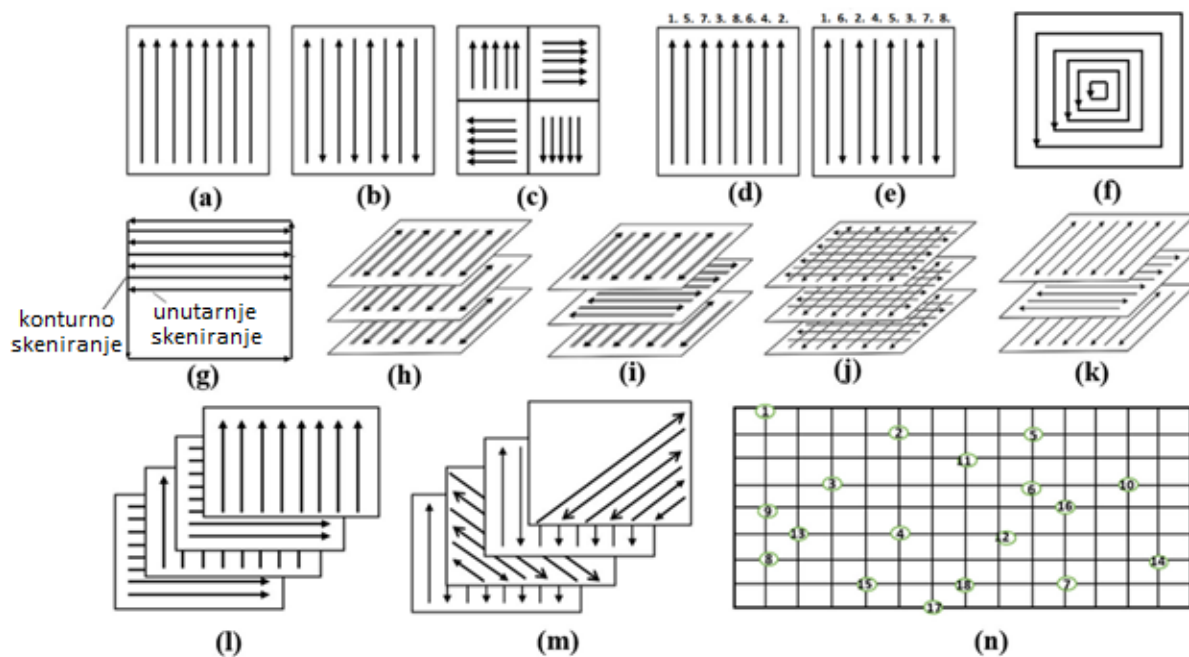 1. 5. 7. 3. 8. 6. 4. 2.
1. 6. 2. 4. 5. 3. 7. 8.
(a)
(b)
(c)
(d)
(e)
(f)
konturno
skeniranje
unutarnje
skeniranje
(g)
(h)
(i)
(j)
(k)
(l)
(m)
1
2
5
11
3
6
10
9
16
13
4
12
8
14
15
18
7
17
(n)